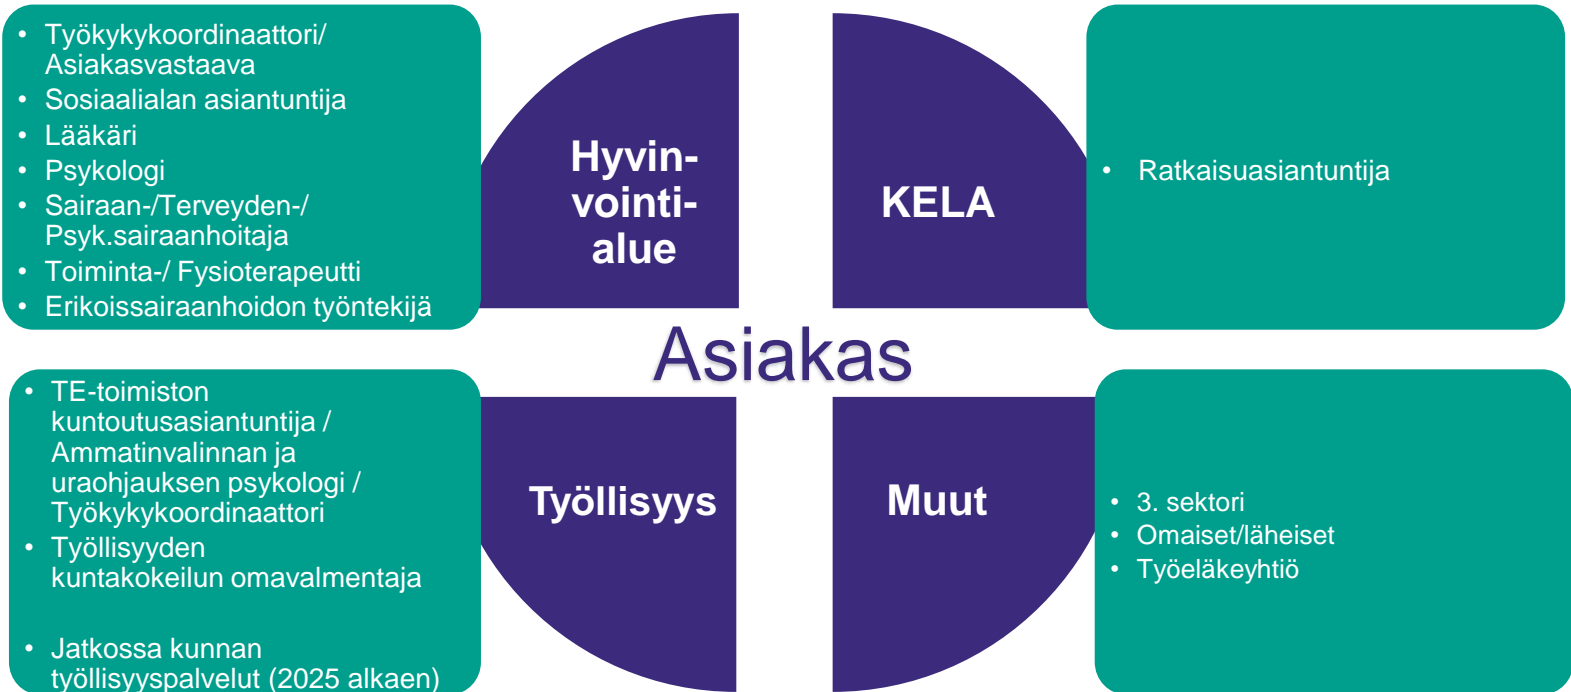 • Työkykykoordinaattori/
Asiakasvastaava
• Sosiaalialan asiantuntija
• Lääkäri
• Psykologi
• Sairaan-/Terveyden-/
Psyk.sairaanhoitaja
• Toiminta-/ Fysioterapeutti
• Erikoissairaanhoidon työntekijä
Hyvin-
vointi-
alue
KELA
• Ratkaisuasiantuntija
Asiakas
• TE-toimiston
kuntoutusasiantuntija /
Ammatinvalinnan ja
uraohjauksen psykologi /
Työkykykoordinaattori
• Työllisyyden
kuntakokeilun omavalmentaja
• Jatkossa kunnan
työllisyyspalvelut (2025 alkaen)
Työllisyys
Muut
• 3. sektori
• Omaiset/läheiset
• Työeläkeyhtiö